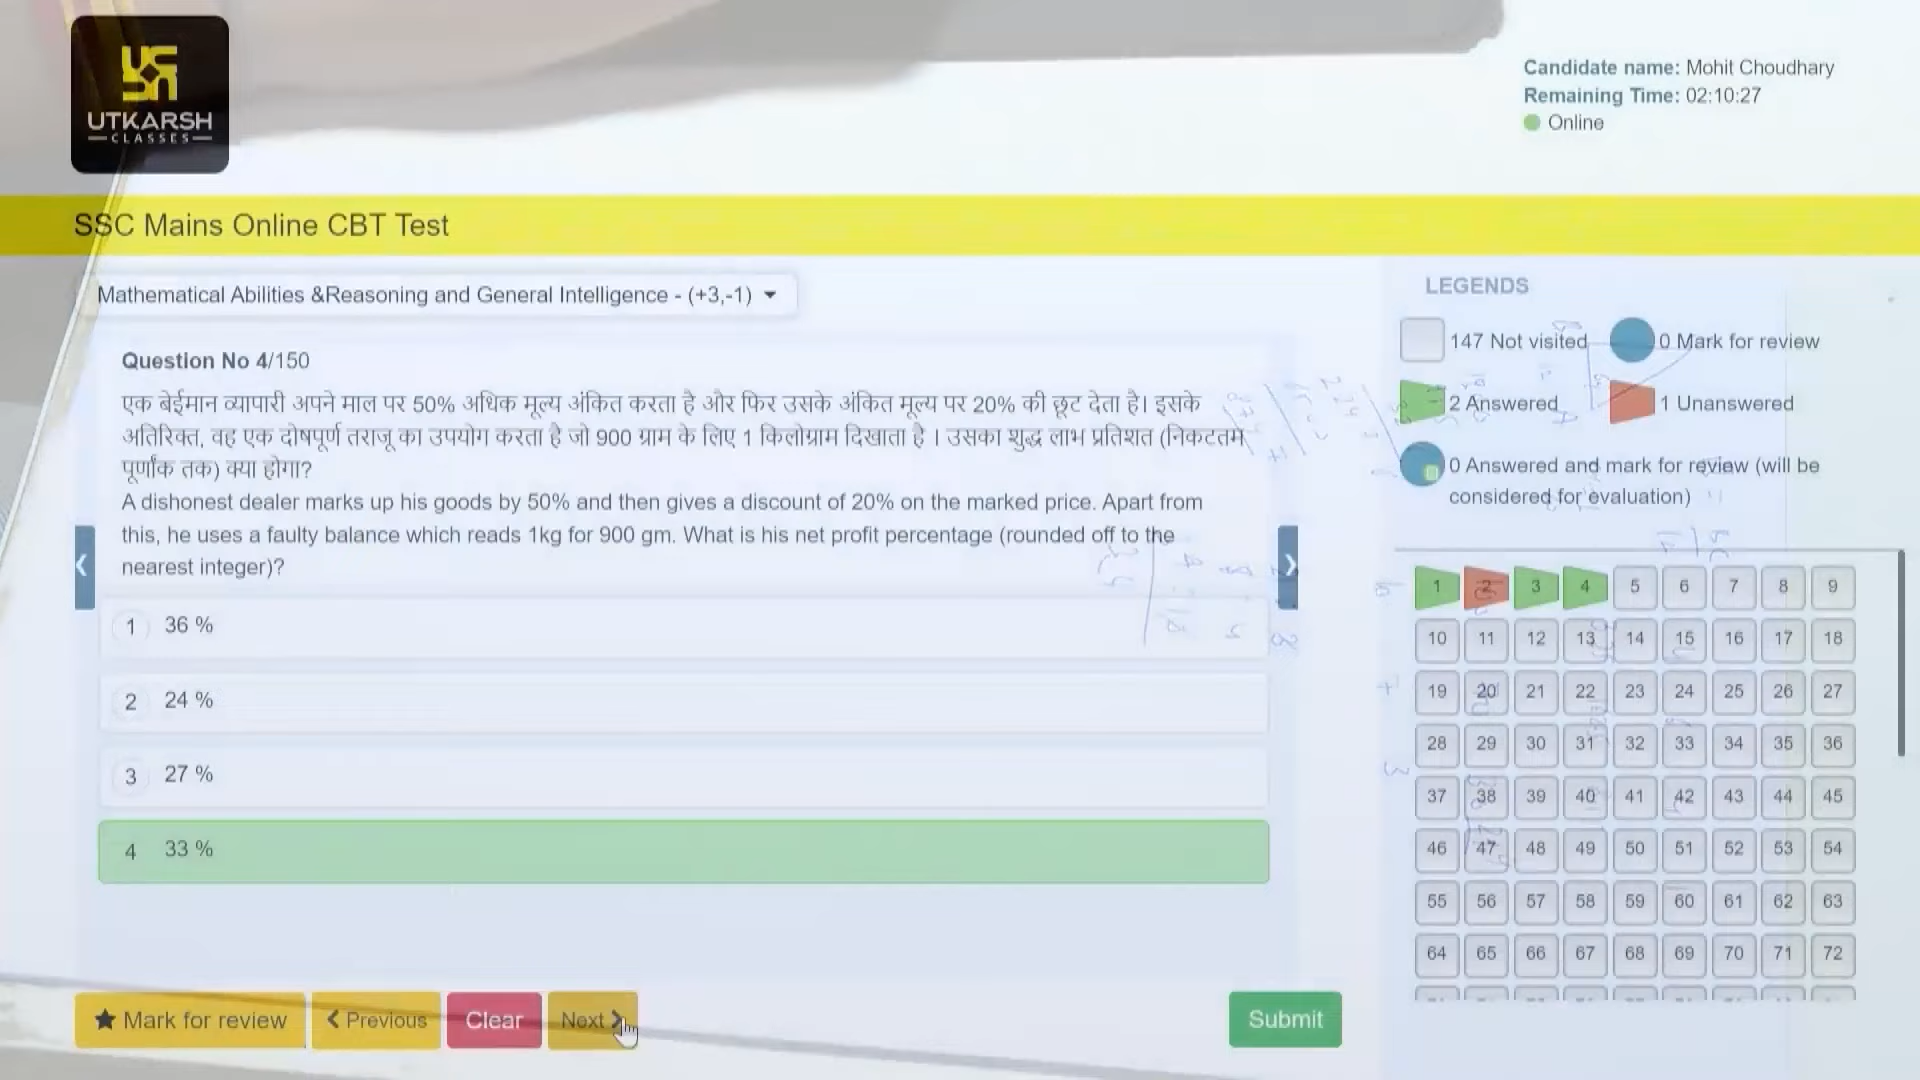 UTKARSH
CLASSES
Candidate name: Mohit Choudhary
Remaining Time: 02:10:27
Online
SSC Mains Online CBT Test
Mathematical Abilities &Reasoning and General Intelligence - (+3,-1)
Question No 4/150
एक बेईमान व्यापारी अपने माल पर 50% अधिक मूल्य अंकित करता है और फिर उसके अंकित मूल्य पर 20% की छूट देता है। इसके
अतिरिक्त, वह एक दोषपूर्ण तराजू का उपयोग करता है जो 900 ग्राम के लिए 1 किलोग्राम दिखाता है । उसका शुद्ध लाभ प्रतिशत (निकटतम
पूर्णांक तक) क्या होगा?
A dishonest dealer marks up his goods by 50% and then gives a discount of 20% on the marked price. Apart from
this, he uses a faulty balance which reads 1kg for 900 gm. What is his net profit percentage (rounded off to the
nearest integer)?
1 36 %
2 24 %
3 27 %
4 33 %
Mark for review Previous Clear Next Submit
LEGENDS
147 Not visited 0 Mark for review
2 Answered 1 Unanswered
0 Answered and mark for review (will be
considered for evaluation)
1 2 3 4 5 6 7 8 9
10 11 12 13 14 15 16 17 18
19 20 21 22 23 24 25 26 27
28 29 30 31 32 33 34 35 36
37 38 39 40 41 42 43 44 45
46 47 48 49 50 51 52 53 54
55 56 57 58 59 60 61 62 63
64 65 66 67 68 69 70 71 72